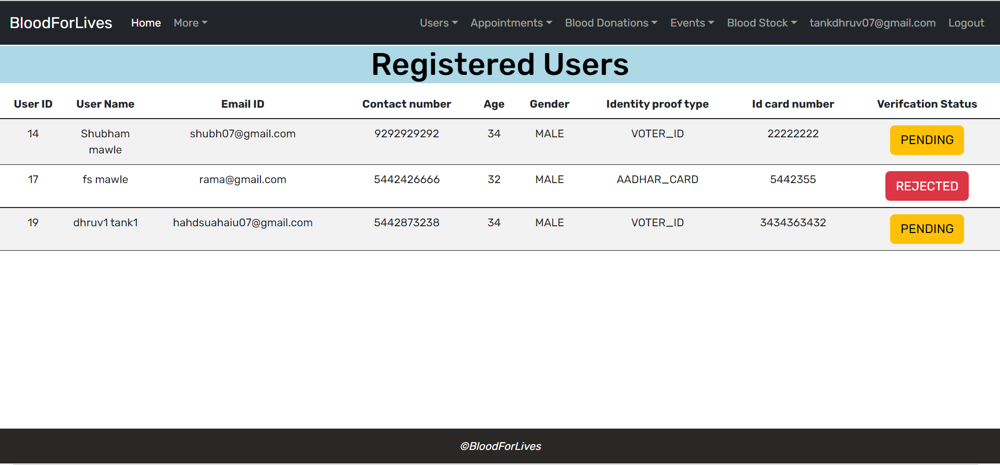 BloodForLives Home More Users Appointments Blood Donations Events Blood Stock tankdhruv07@gmail.com Logout
Registered Users
User ID User Name Email ID Contact number Age Gender Identity proof type Id card number Verifcation Status
14 Shubham mawle shubh07@gmail.com 9292929292 34 MALE VOTER_ID 22222222 PENDING
17 fs mawle rama@gmail.com 5442426666 32 MALE AADHAR_CARD 5442355 REJECTED
19 dhruv1 tank1 hahdsuahaiu07@gmail.com 5442873238 34 MALE VOTER_ID 3434363432 PENDING
©BloodForLives